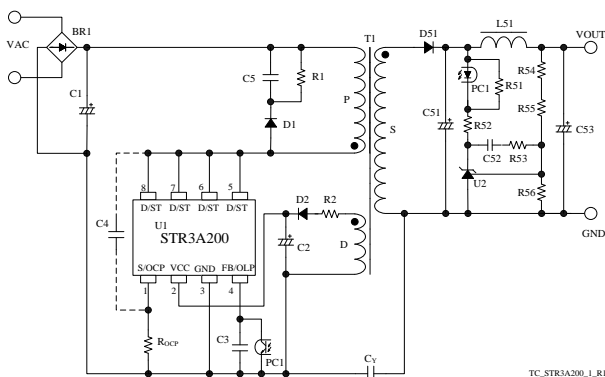 VAC
BR1
C1
C5
R1
D1
T1
P
S
D51
L51
VOUT
PC1
R51
R54
R55
C51
R52
C52
R53
C53
U2
R56
GND
C4
8
7
6
5
D/ST
D/ST
D/ST
D/ST
U1
STR3A200
S/OCP
VCC
GND
FB/OLP
1
2
3
4
D2
R2
C2
D
ROCP
C3
PC1
CY
TC_STR3A200_1_R1